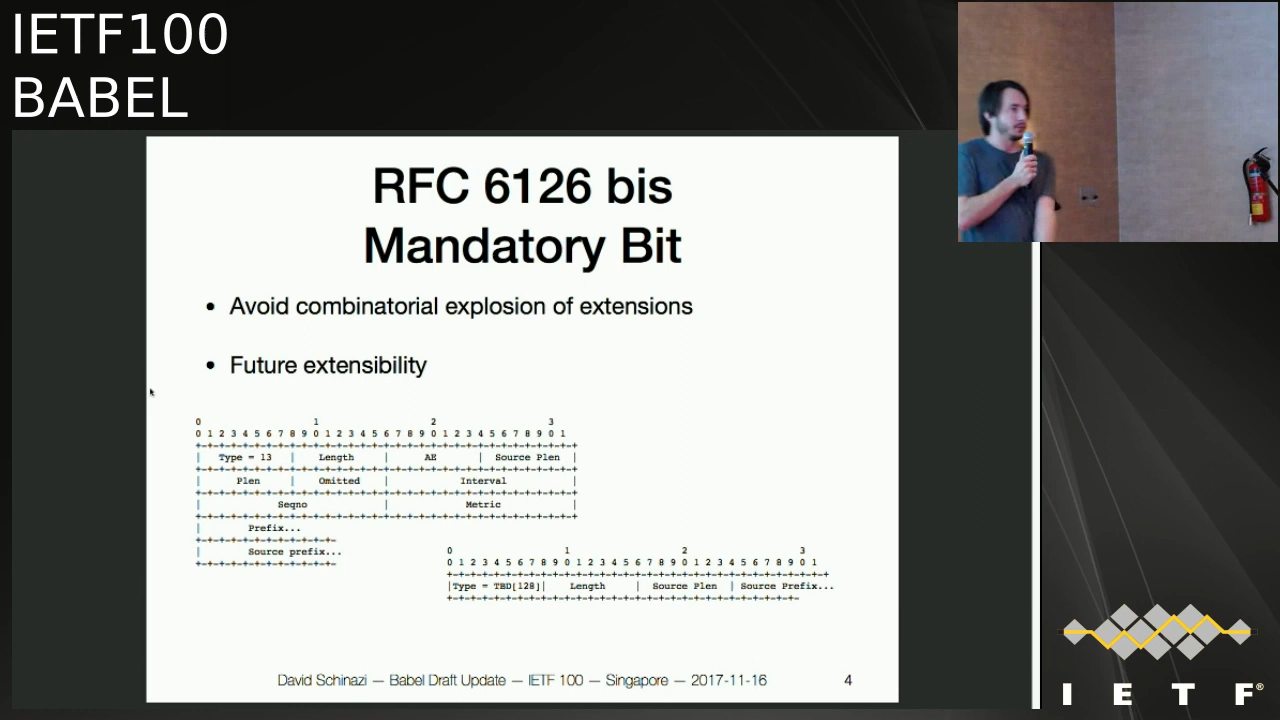 IETF100
BABEL
RFC 6126 bis
Mandatory Bit
• Avoid combinatorial explosion of extensions
• Future extensibility
0                   1                   2                   3
0 1 2 3 4 5 6 7 8 9 0 1 2 3 4 5 6 7 8 9 0 1 2 3 4 5 6 7 8 9 0 1
+-+-+-+-+-+-+-+-+-+-+-+-+-+-+-+-+-+-+-+-+-+-+-+-+-+-+-+-+-+-+-+-+
|   Type = 13   |    Length     |      AE       |  Source Plen  |
+-+-+-+-+-+-+-+-+-+-+-+-+-+-+-+-+-+-+-+-+-+-+-+-+-+-+-+-+-+-+-+-+
|      Plen     |    Omitted    |            Interval           |
+-+-+-+-+-+-+-+-+-+-+-+-+-+-+-+-+-+-+-+-+-+-+-+-+-+-+-+-+-+-+-+-+
|             Seqno             |             Metric            |
+-+-+-+-+-+-+-+-+-+-+-+-+-+-+-+-+-+-+-+-+-+-+-+-+-+-+-+-+-+-+-+-+
|        Prefix...
+-+-+-+-+-+-+-+-+-+-+-+-
|        Source prefix...
+-+-+-+-+-+-+-+-+-+-+-+-
0                   1                   2                   3
0 1 2 3 4 5 6 7 8 9 0 1 2 3 4 5 6 7 8 9 0 1 2 3 4 5 6 7 8 9 0 1
+-+-+-+-+-+-+-+-+-+-+-+-+-+-+-+-+-+-+-+-+-+-+-+-+-+-+-+-+-+-+-+-+
|Type = TBD[128]|    Length     |  Source Plen  | Source Prefix...
+-+-+-+-+-+-+-+-+-+-+-+-+-+-+-+-+-+-+-+-+-+-+-+-+-+-+-+-+-+-
David Schinazi — Babel Draft Update — IETF 100 — Singapore — 2017-11-16
4
I E T F®